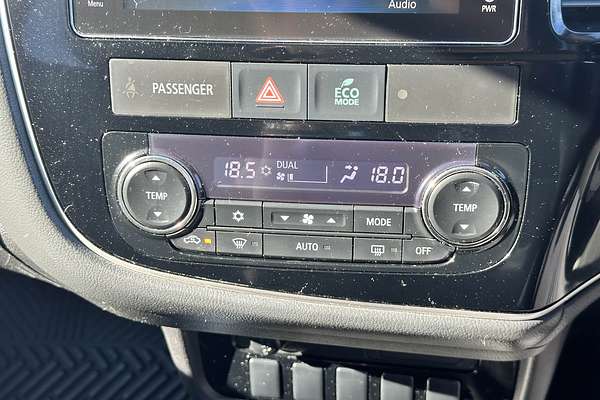 Menu
Audio
PWR
PASSENGER
ECO
MODE
18.5 DUAL 18.0
TEMP
TEMP
MODE
AUTO
OFF